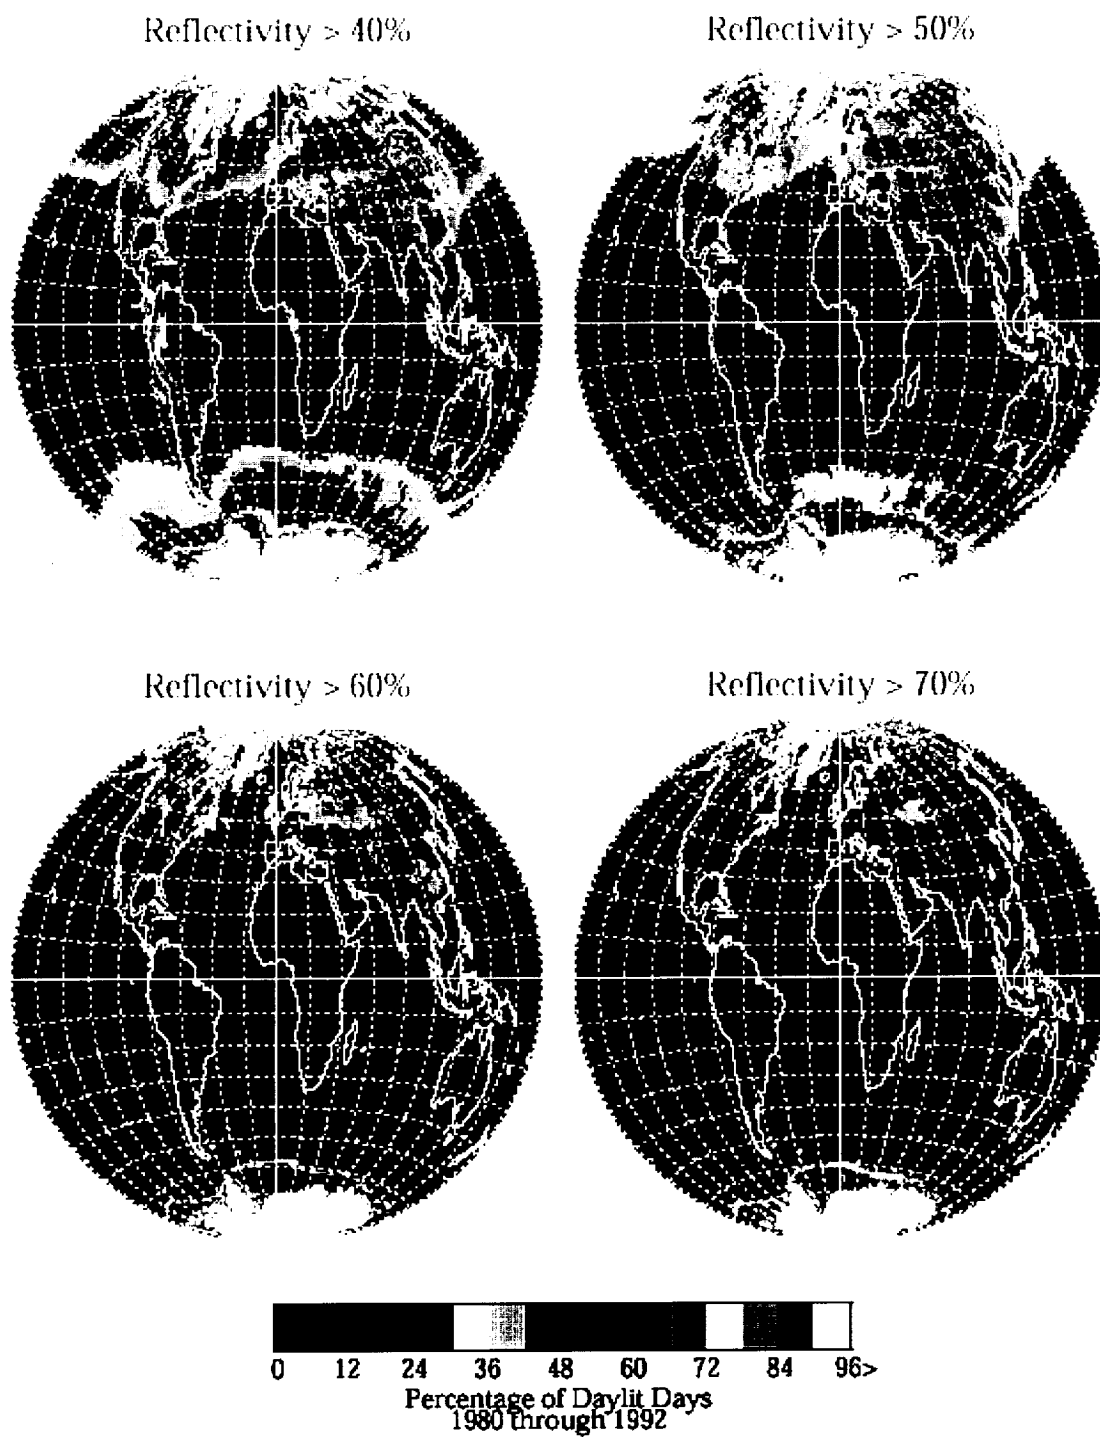 Reflectivity > 40%
Reflectivity > 50%
Reflectivity > 60%
Reflectivity > 70%
0 12 24 36 48 60 72 84 96>
Percentage of Daylit Days
1980 through 1992